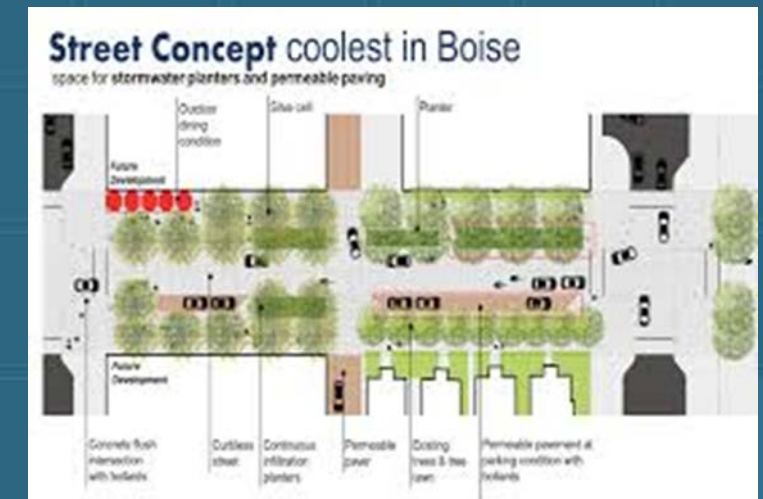 Street Concept coolest in Boise
space for stormwater planters and permeable paving
Outdoor
dining
condition
Silva cell
Planter
Future
Development
Future
Development
Concrete flush
intersection
with bollards
Curbless
street
Continuous
infiltration
planters
Permeable
paver
Existing
trees & tree
lawn
Permeable pavement at
parking condition with
bollards